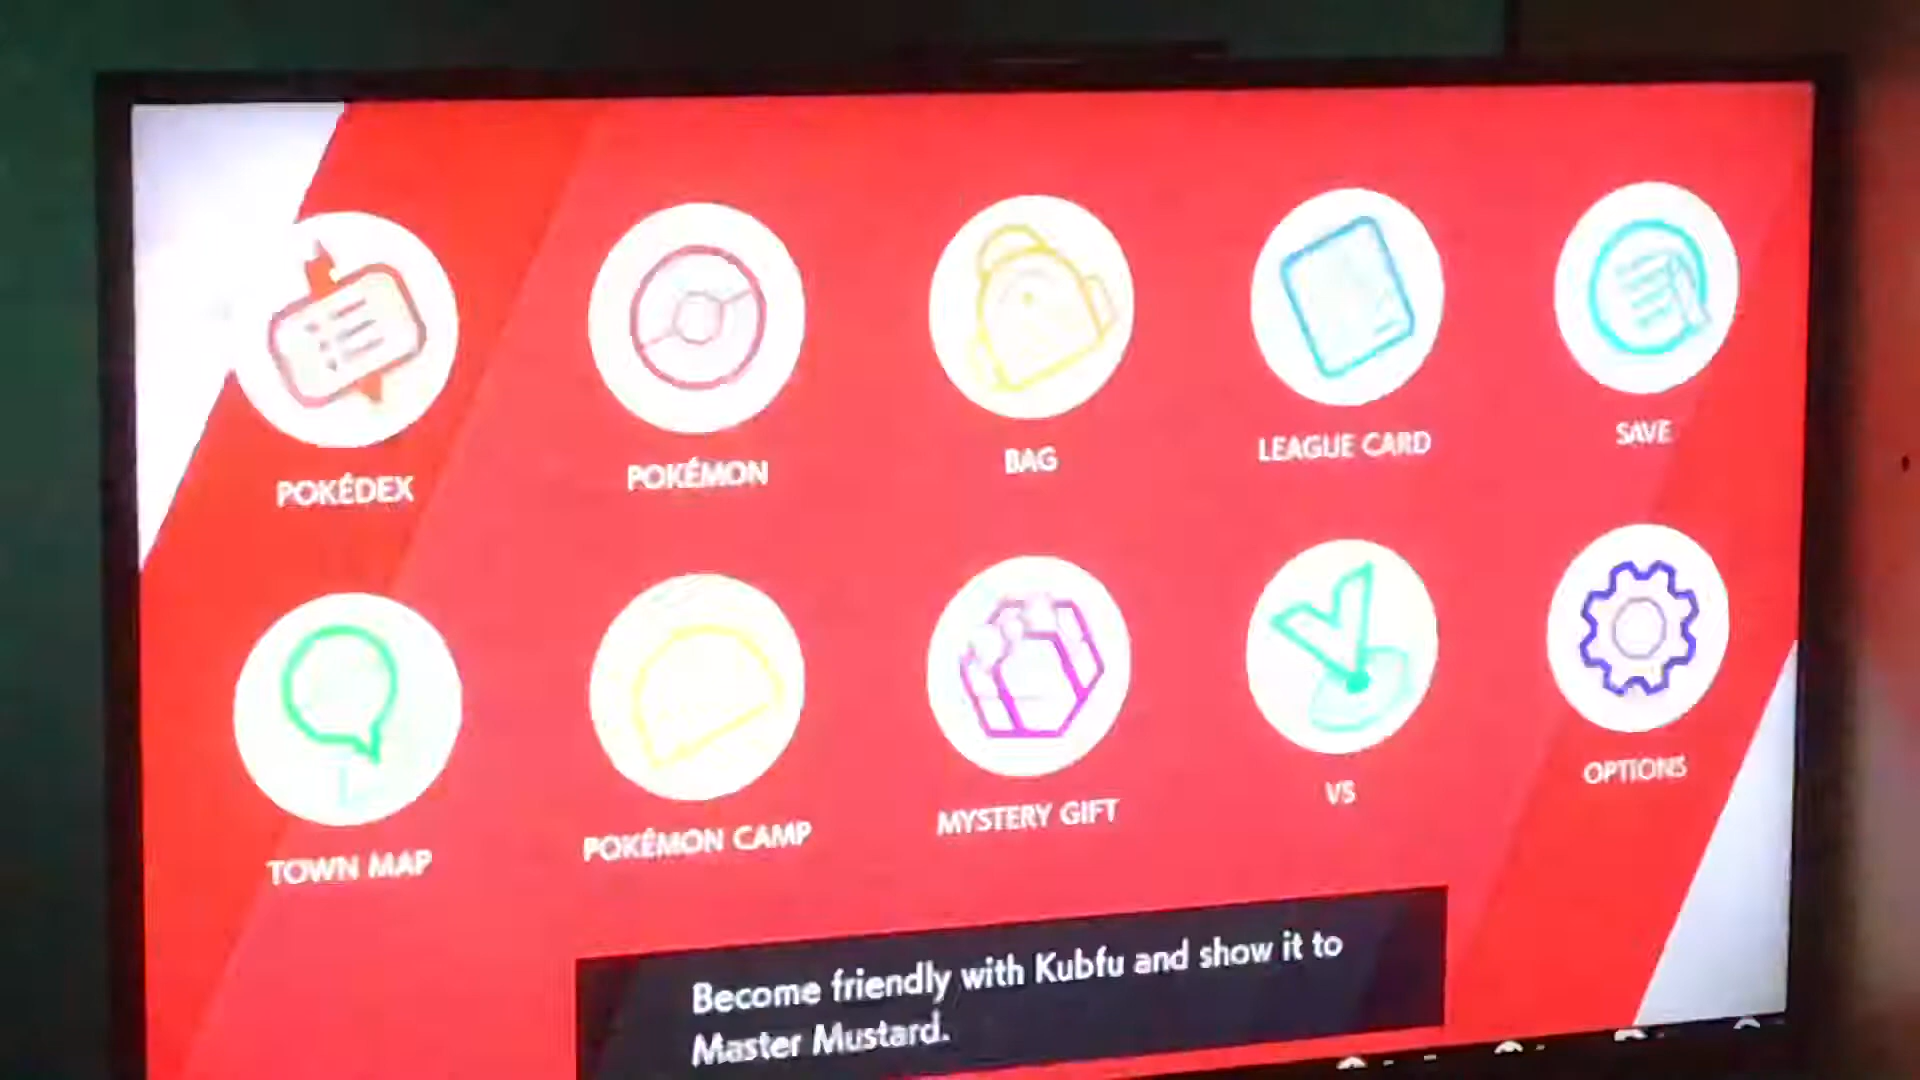 POKÉDEX
POKÉMON
BAG
LEAGUE CARD
SAVE
TOWN MAP
POKÉMON CAMP
MYSTERY GIFT
VS
OPTIONS
Become friendly with Kubfu and show it to
Master Mustard.